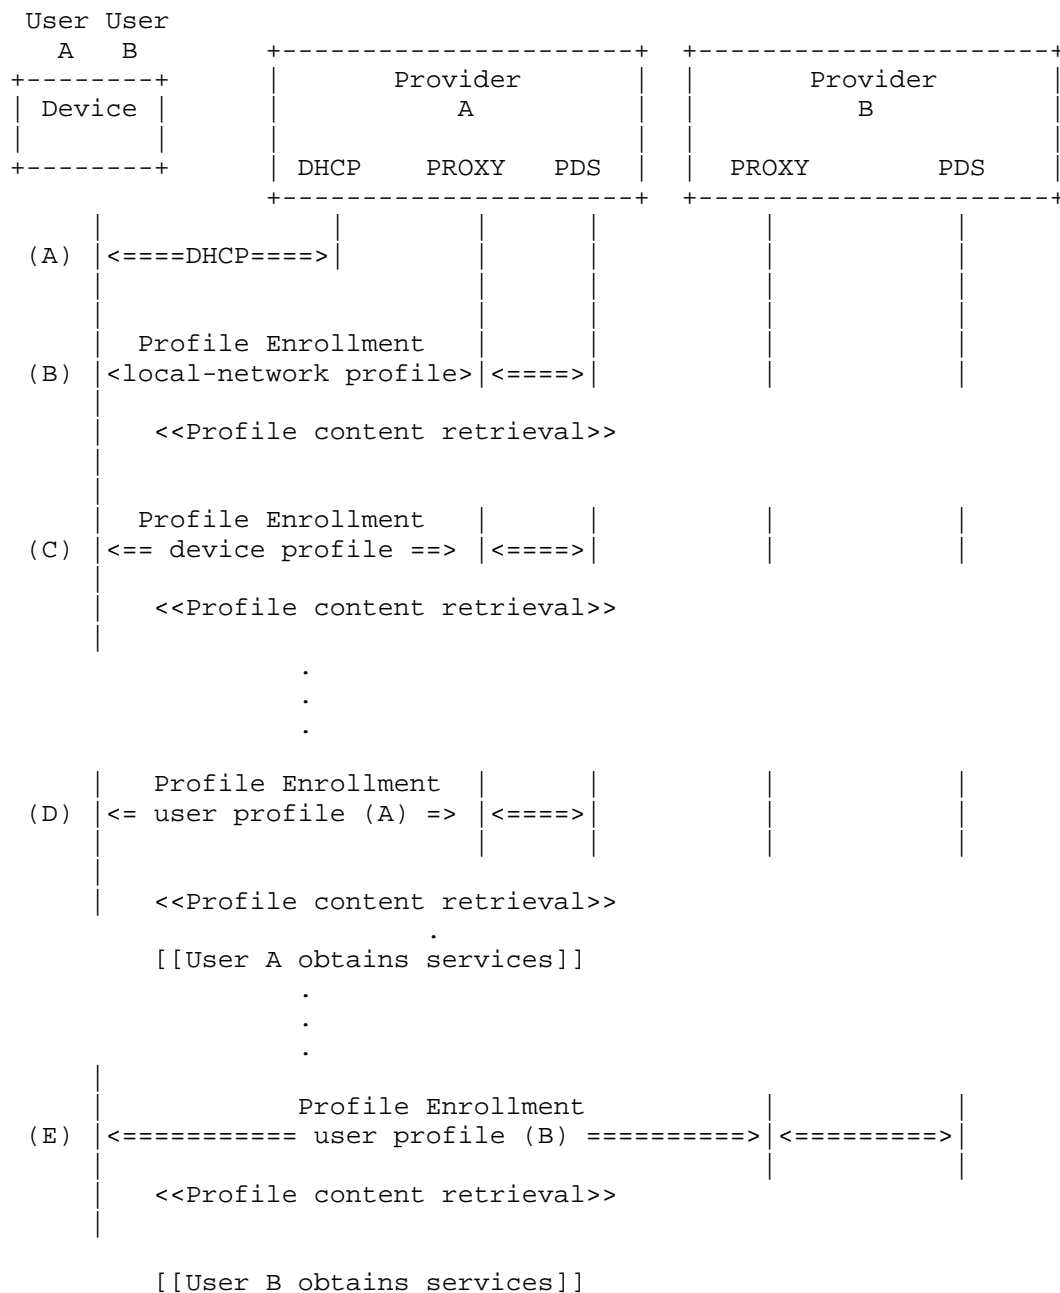 User User
A B
Provider Provider
Device A B
DHCP PROXY PDS PROXY PDS
(A) <====DHCP====>
Profile Enrollment
(B) <local-network profile> <====>
<<Profile content retrieval>>
Profile Enrollment
(C) <== device profile ==> <====>
<<Profile content retrieval>>
.
.
.
Profile Enrollment
(D) <= user profile (A) => <====>
<<Profile content retrieval>>
.
[[User A obtains services]]
.
.
.
Profile Enrollment
(E) <=========== user profile (B) ==========> <=========>
<<Profile content retrieval>>
[[User B obtains services]]